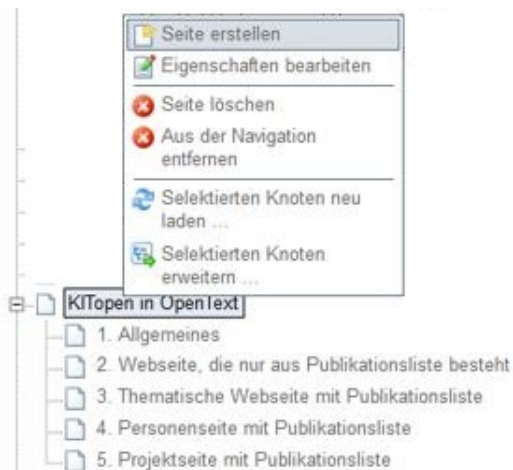 Seite erstellen
Eigenschaften bearbeiten
Seite löschen
Aus der Navigation
entfernen
Selektierten Knoten neu
laden ...
Selektierten Knoten
erweitern ...
KITopen in OpenText
1. Allgemeines
2. Webseite, die nur aus Publikationsliste besteht
3. Thematische Webseite mit Publikationsliste
4. Personenseite mit Publikationsliste
5. Projektseite mit Publikationsliste